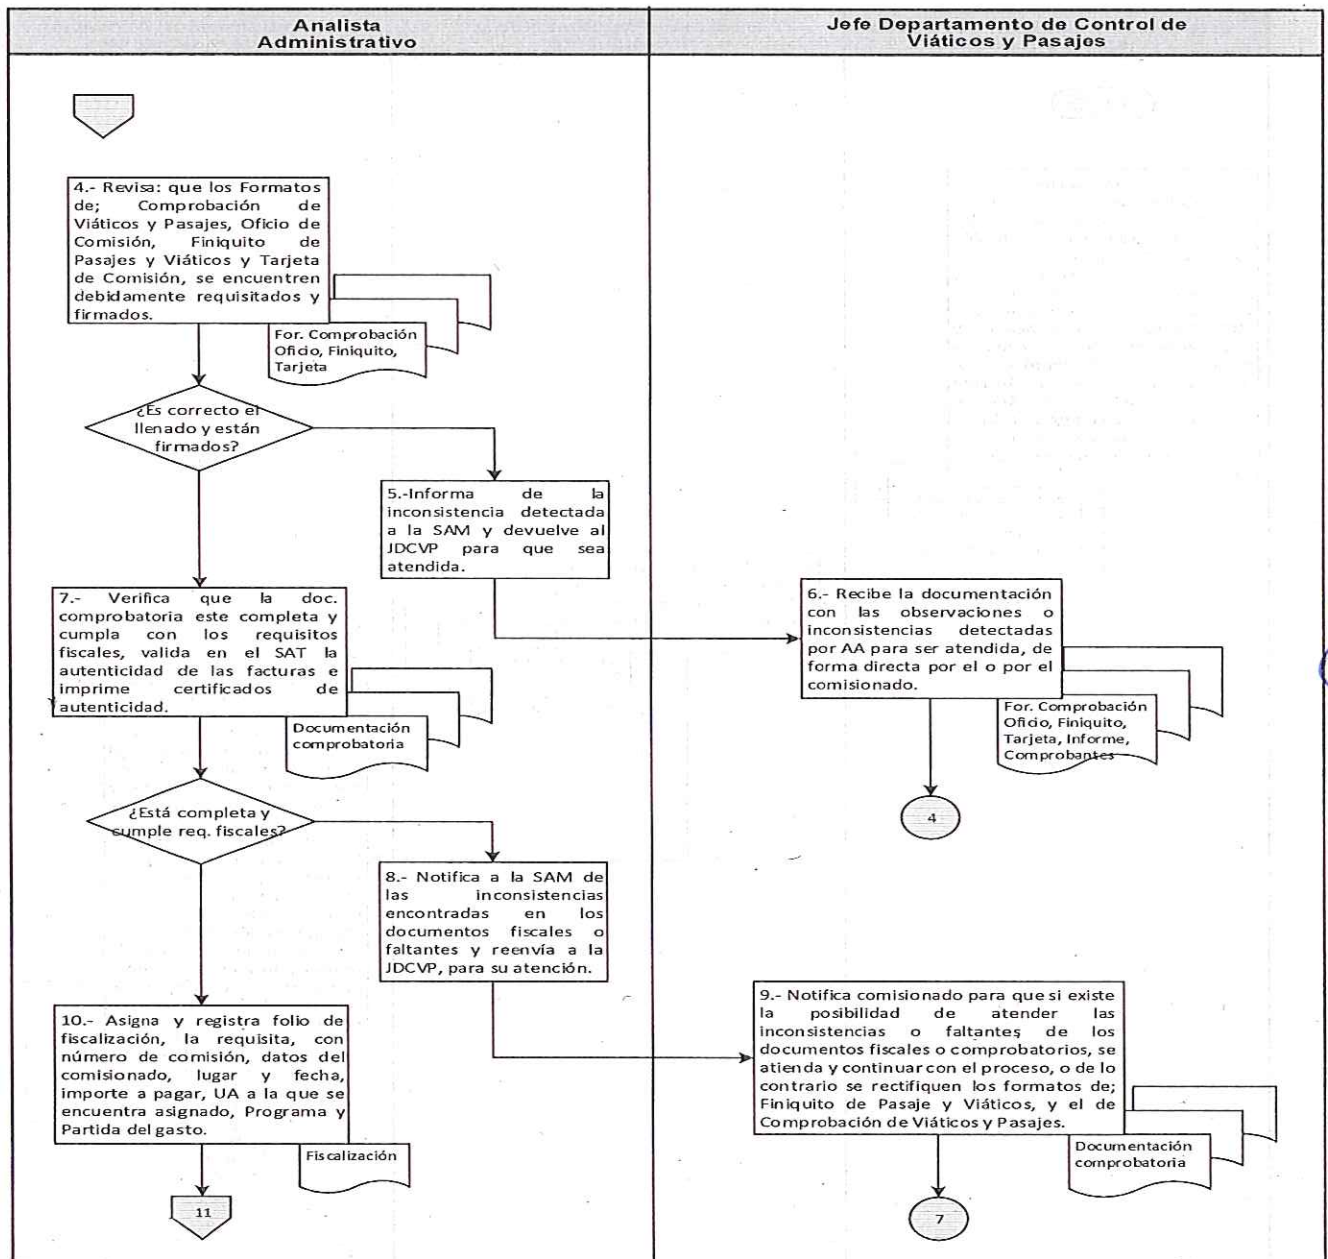 Analista
Administrativo
Jefe Departamento de Control de
Viáticos y Pasajes
4.- Revisa: que los Formatos
de; Comprobación de
Viáticos y Pasajes, Oficio de
Comisión, Finiquito de
Pasajes y Viáticos y Tarjeta
de Comisión, se encuentren
debidamente requisitados y
firmados.
For. Comprobación
Oficio, Finiquito,
Tarjeta
¿Es correcto el
llenado y están
firmados?
5.-Informa de la
inconsistencia detectada
a la SAM y devuelve al
JDCVP para que sea
atendida.
6.- Recibe la documentación
con las observaciones o
inconsistencias detectadas
por AA para ser atendida, de
forma directa por el o por el
comisionado.
For. Comprobación
Oficio, Finiquito,
Tarjeta, Informe,
Comprobantes
4
7.- Verifica que la doc.
comprobatoria este completa y
cumpla con los requisitos
fiscales, valida en el SAT la
autenticidad de las facturas e
imprime certificados de
autenticidad.
Documentación
comprobatoria
¿Está completa y
cumple req. fiscales?
8.- Notifica a la SAM de
las inconsistencias
encontradas en los
documentos fiscales o
faltantes y reenvía a la
JDCVP, para su atención.
9.- Notifica comisionado para que si existe
la posibilidad de atender las
inconsistencias o faltantes de los
documentos fiscales o comprobatorios, se
atienda y continuar con el proceso, o de lo
contrario se rectifiquen los formatos de;
Finiquito de Pasaje y Viáticos, y el de
Comprobación de Viáticos y Pasajes.
Documentación
comprobatoria
7
10.- Asigna y registra folio de
fiscalización, la requisita, con
número de comisión, datos del
comisionado, lugar y fecha,
importe a pagar, UA a la que se
encuentra asignado, Programa y
Partida del gasto.
Fiscalización
11